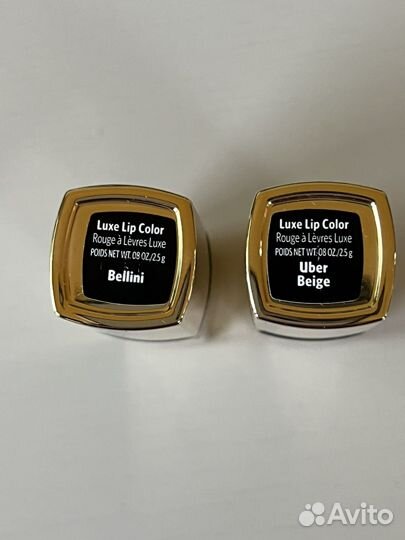 Luxe Lip Color
Rouge à Lèvres Luxe
POIDS NET WT. 08 OZ./2.5 g
Bellini
Luxe Lip Color
Rouge à Lèvres Luxe
POIDS NET WT. 08 OZ./2.5 g
Uber
Beige
Avito